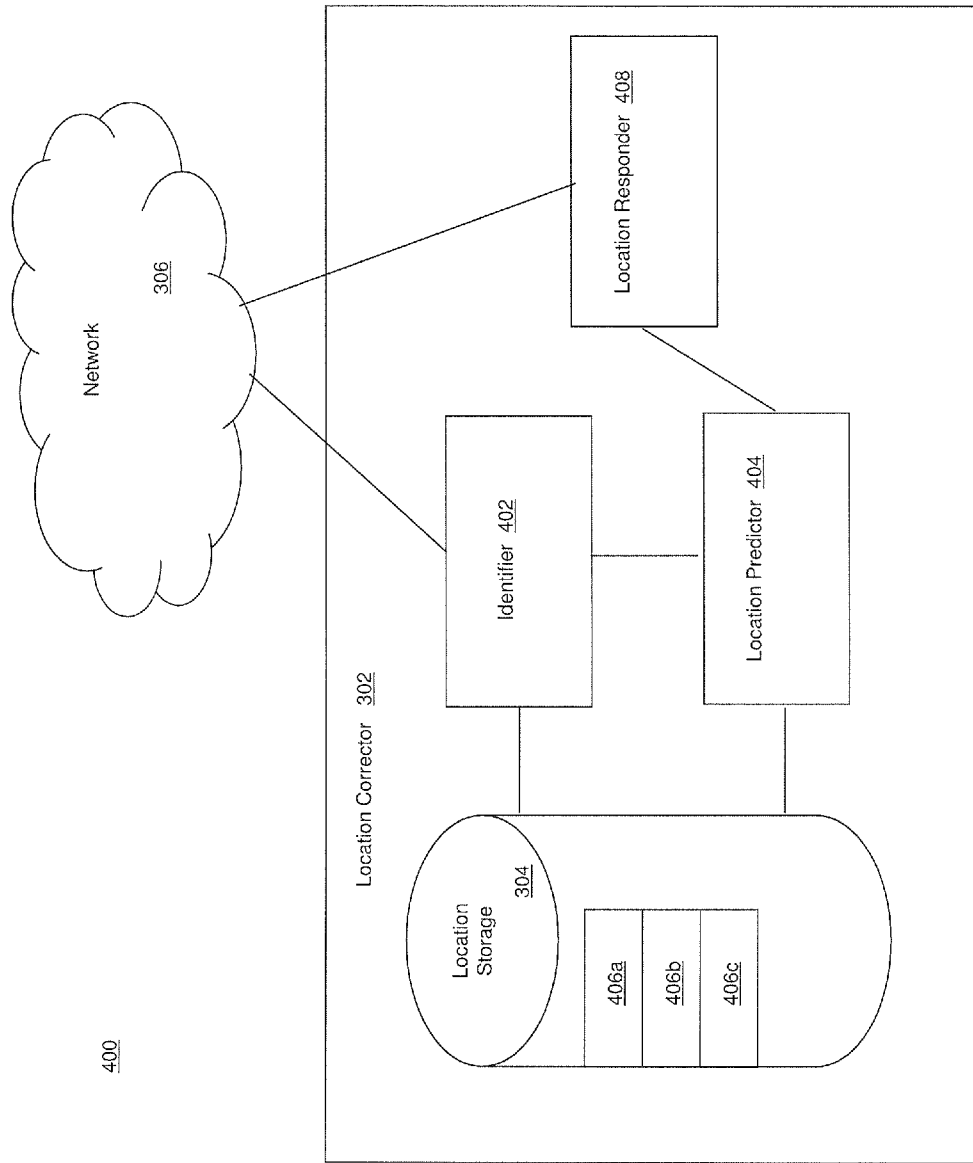 400
Network
306
Location Corrector 302
Location
Storage
304
406a
406b
406c
Identifier 402
Location Predictor 404
Location Responder 408